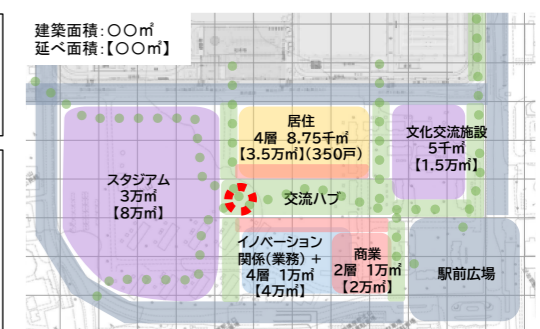 建築面積:〇〇㎡
延べ面積:【〇〇㎡】
居住
4層 8.75千㎡
【3.5万㎡】(350戸)
文化交流施設
5千㎡
【1.5万㎡】
スタジアム
3万㎡
【8万㎡】
交流ハブ
イノベーション
関係(業務) +
4層 1万㎡
【4万㎡】
商業
2層 1万㎡
【2万㎡】
駅前広場